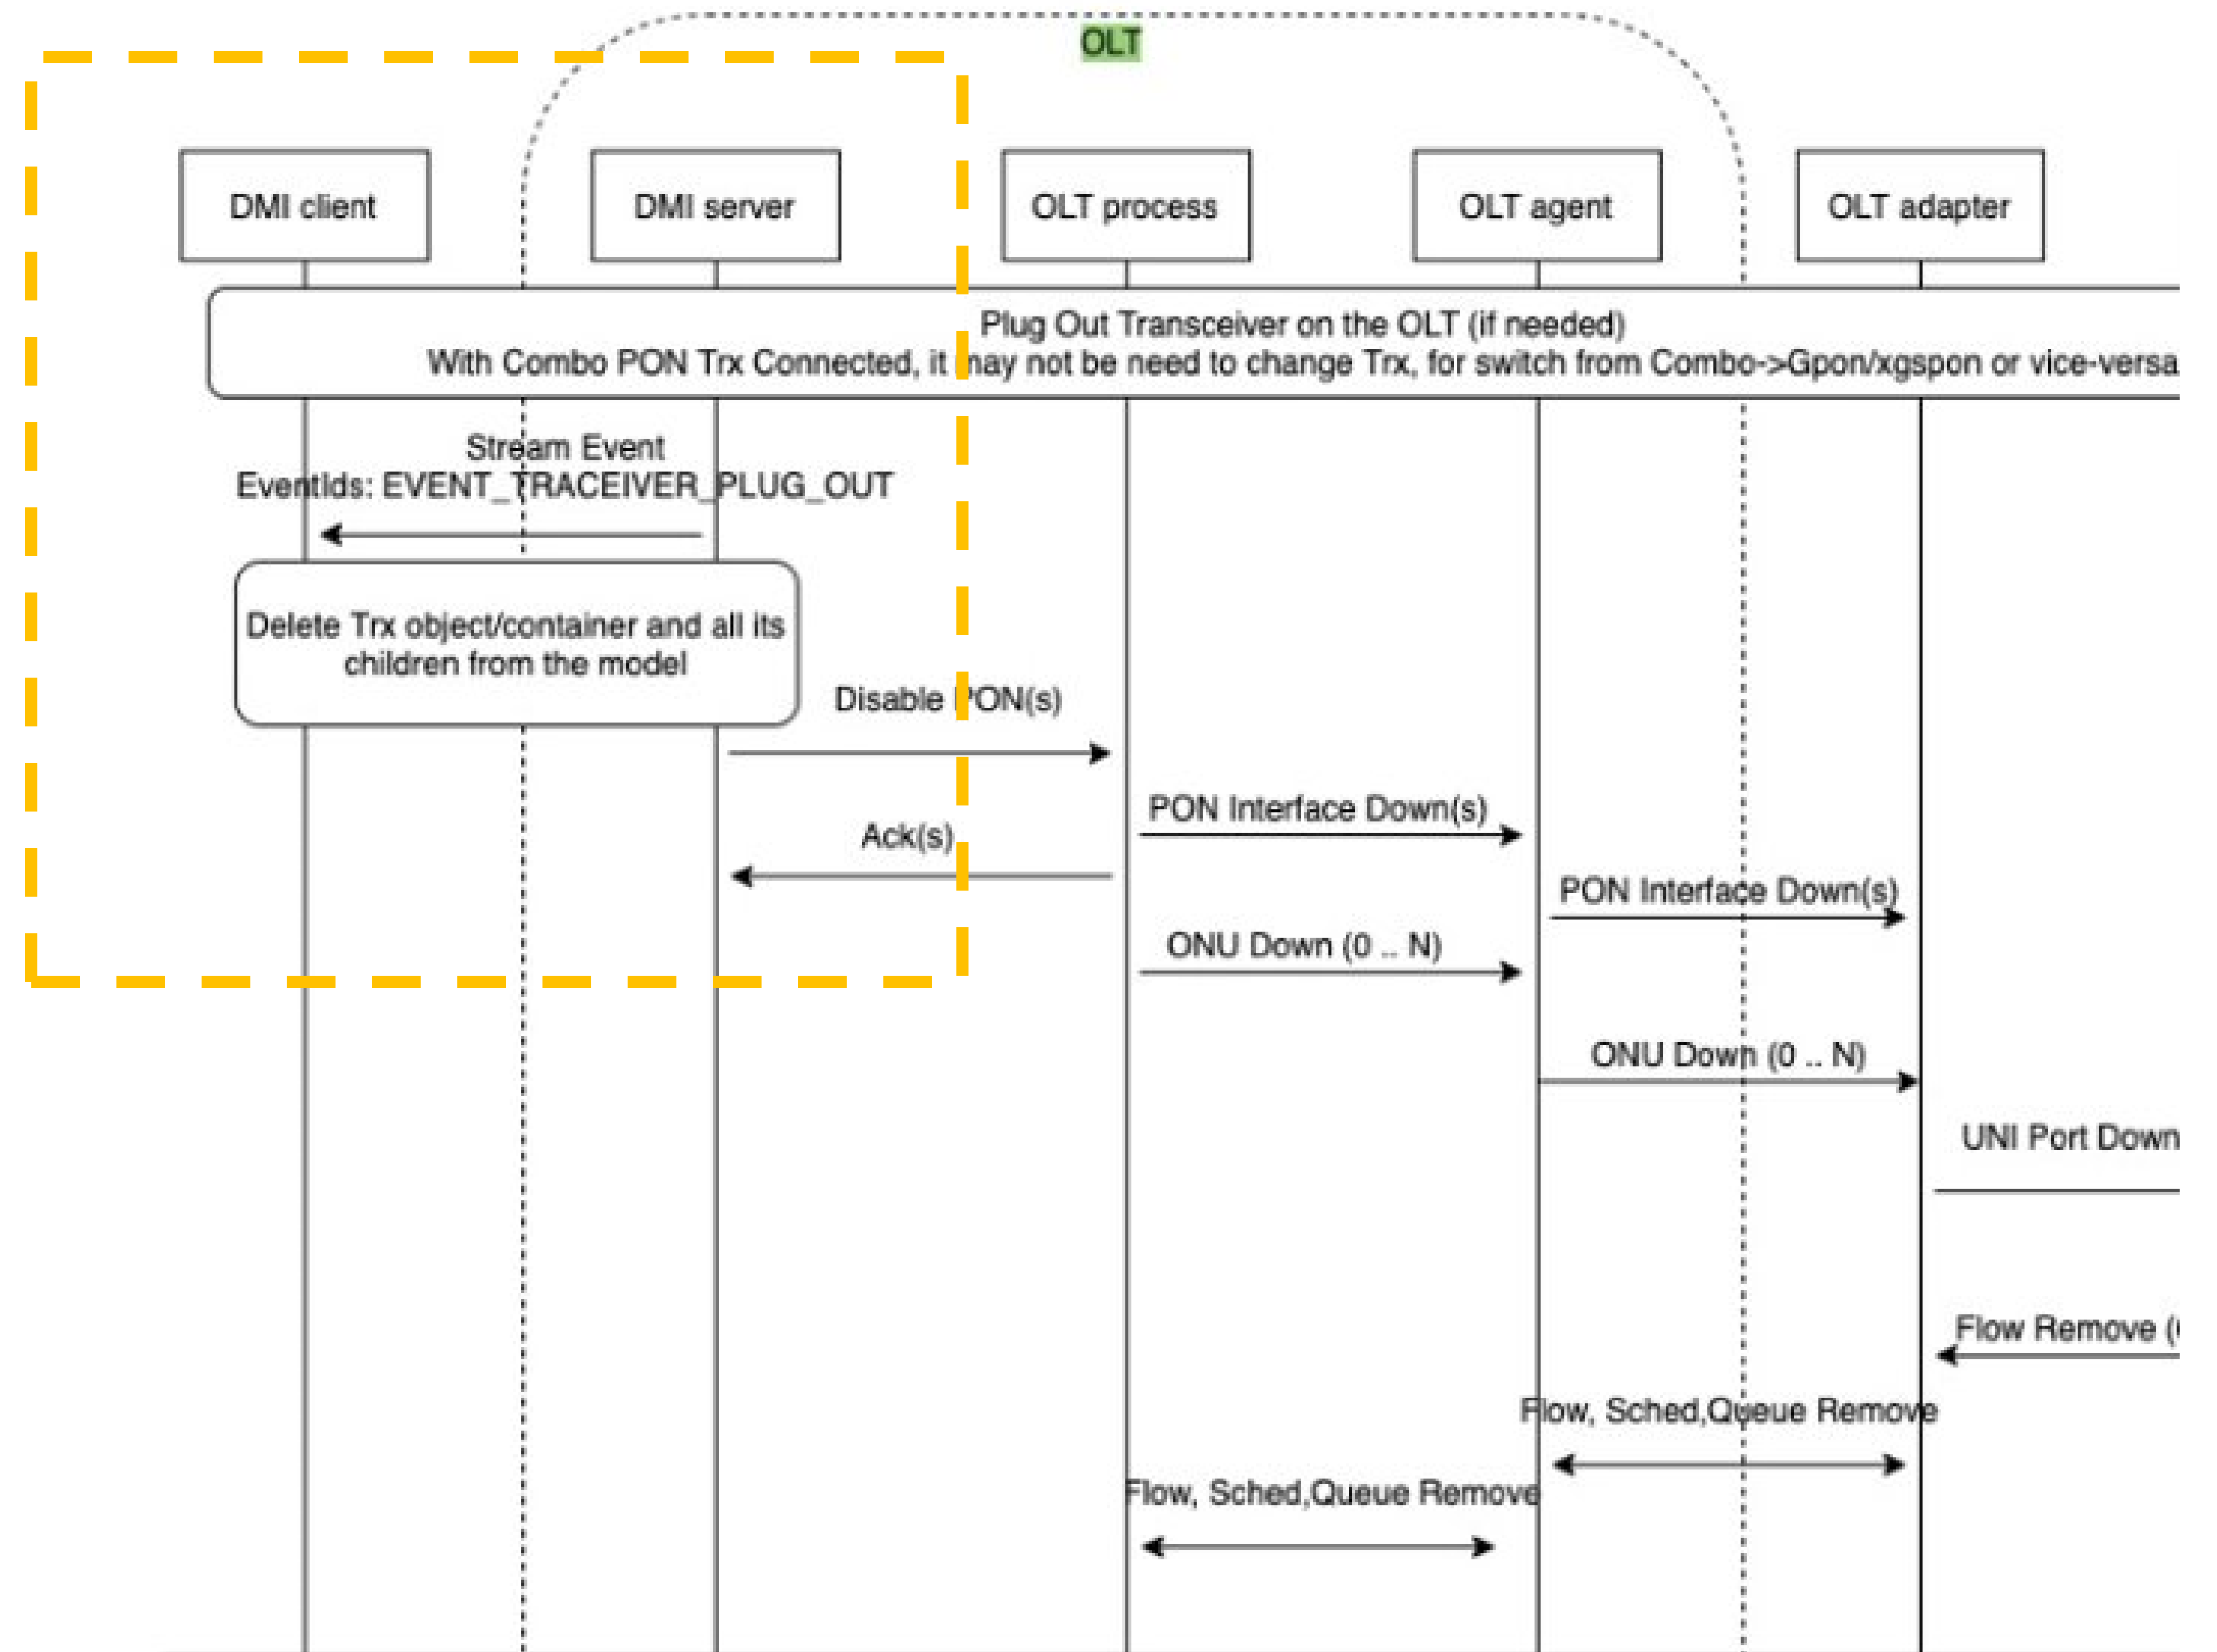 OLT
DMI client
DMI server
OLT process
OLT agent
OLT adapter
Plug Out Transceiver on the OLT (if needed)
With Combo PON Trx Connected, it may not be need to change Trx, for switch from Combo->Gpon/xgspon or vice-versa
Stream Event
EventIds: EVENT_TRACEIVER_PLUG_OUT
Delete Trx object/container and all its
children from the model
Disable PON(s)
PON Interface Down(s)
Ack(s)
PON Interface Down(s)
ONU Down (0 .. N)
ONU Down (0 .. N)
UNI Port Down
Flow Remove (
Flow, Sched,Queue Remove
Flow, Sched,Queue Remove